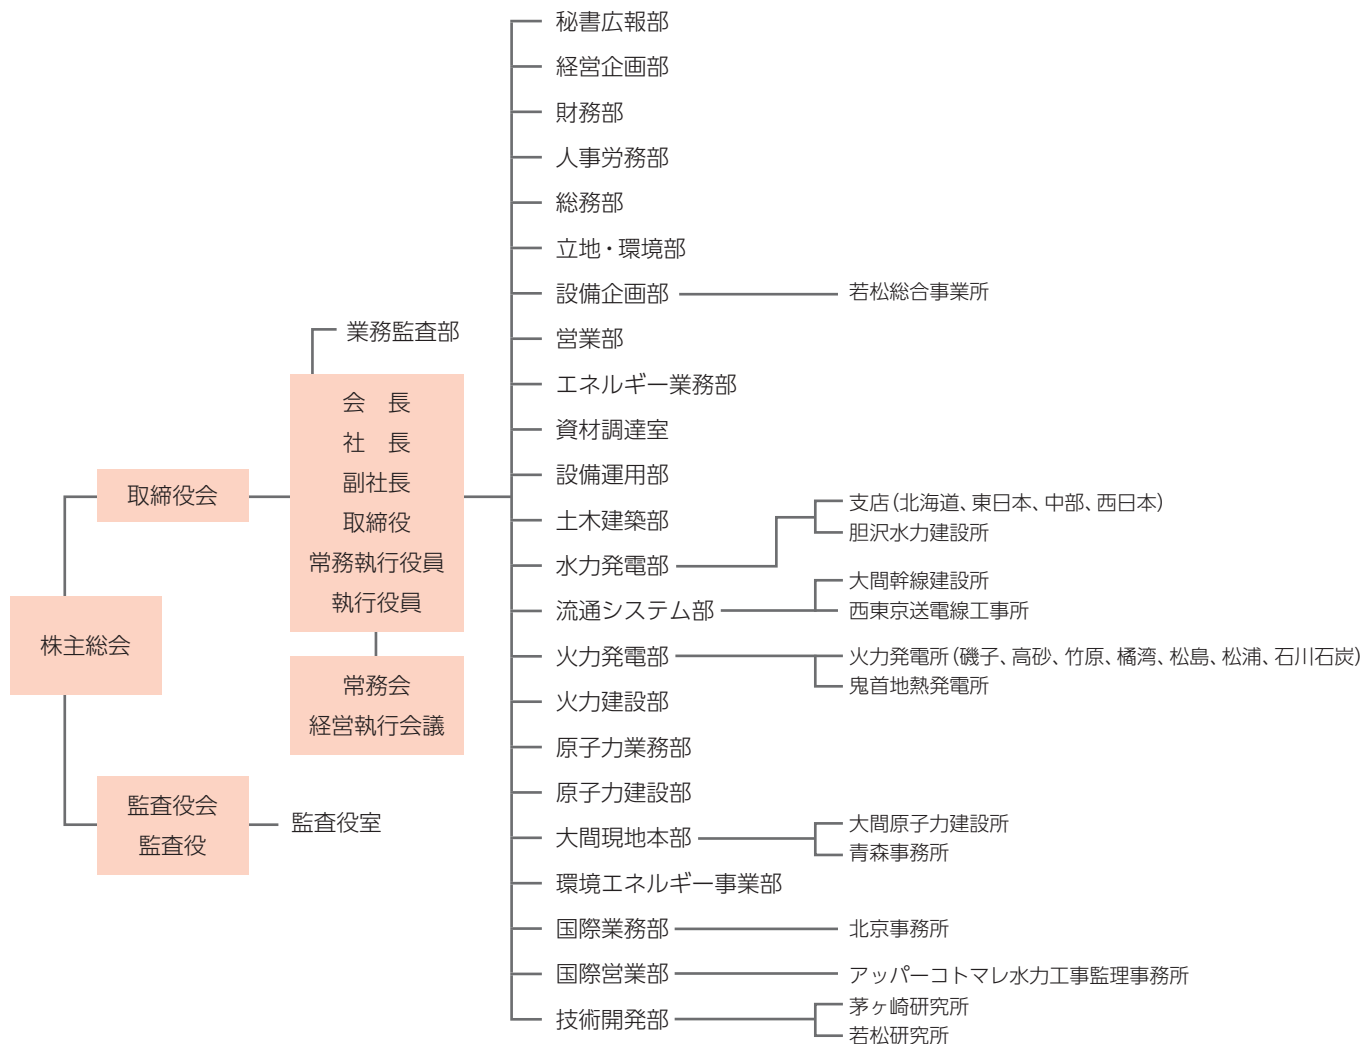 株主総会
取締役会
監査役会
監査役
監査役室
業務監査部
会　長
社　長
副社長
取締役
常務執行役員
執行役員
常務会
経営執行会議
秘書広報部
経営企画部
財務部
人事労務部
総務部
立地・環境部
設備企画部
若松総合事業所
営業部
エネルギー業務部
資材調達室
設備運用部
土木建築部
水力発電部
支店（北海道、東日本、中部、西日本）
胆沢水力建設所
流通システム部
大間幹線建設所
西東京送電線工事所
火力発電部
火力発電所（磯子、高砂、竹原、橘湾、松島、松浦、石川石炭）
鬼首地熱発電所
火力建設部
原子力業務部
原子力建設部
大間現地本部
大間原子力建設所
青森事務所
環境エネルギー事業部
国際業務部
北京事務所
国際営業部
アッパーコトマレ水力工事監理事務所
技術開発部
茅ヶ崎研究所
若松研究所